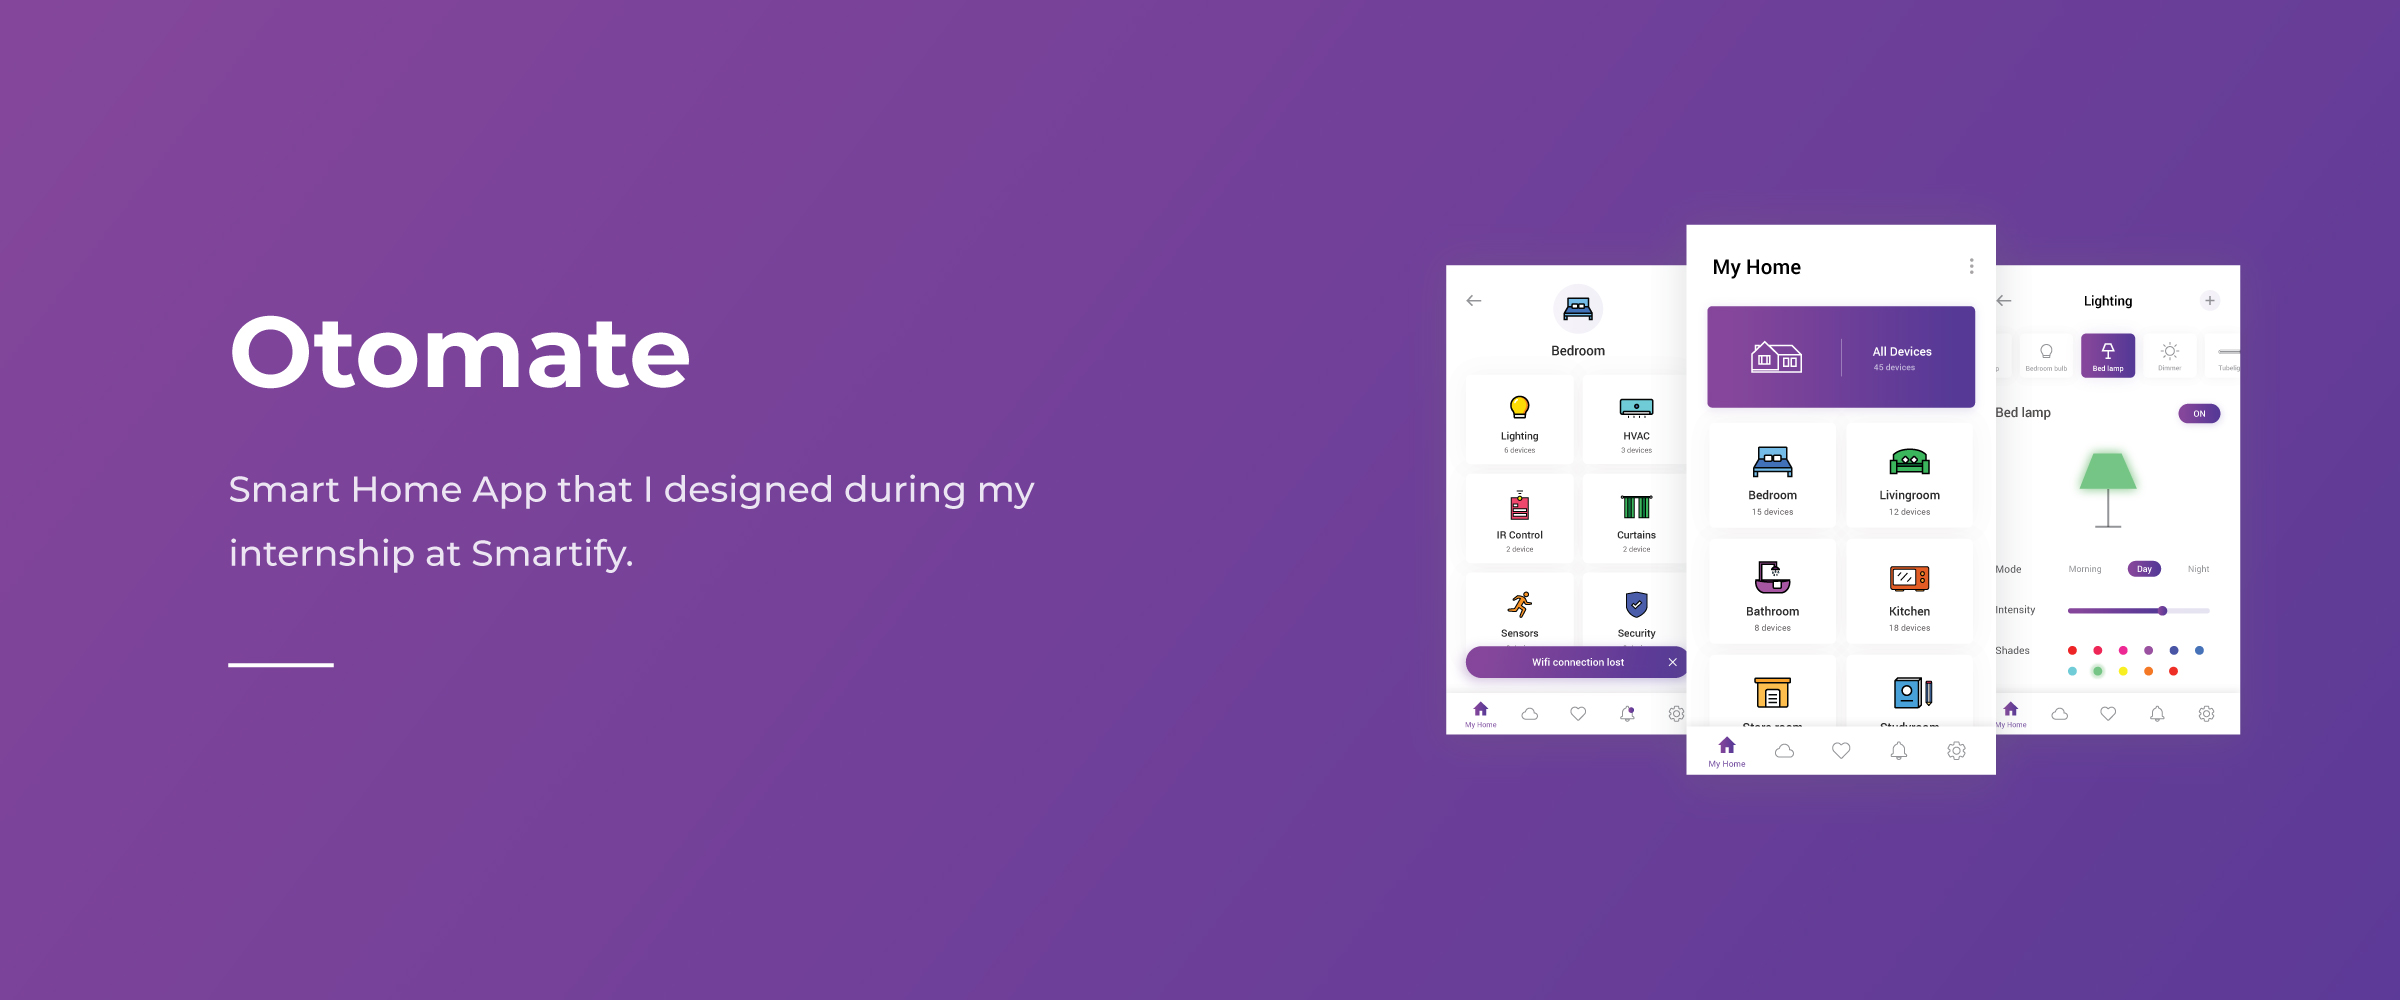 Otomate
Smart Home App that I designed during my
internship at Smartify.
Bedroom
Lighting
6 devices
HVAC
3 devices
IR Control
2 device
Curtains
2 device
Sensors
Security
Wifi connection lost
My Home
My Home
All Devices
45 devices
Bedroom
15 devices
Livingroom
12 devices
Bathroom
8 devices
Kitchen
18 devices
Store room
Studyroom
My Home
Lighting
p
Bedroom bulb
Bed lamp
Dimmer
Tubelig
Bed lamp
ON
Mode
Morning
Day
Night
Intensity
Shades
My Home